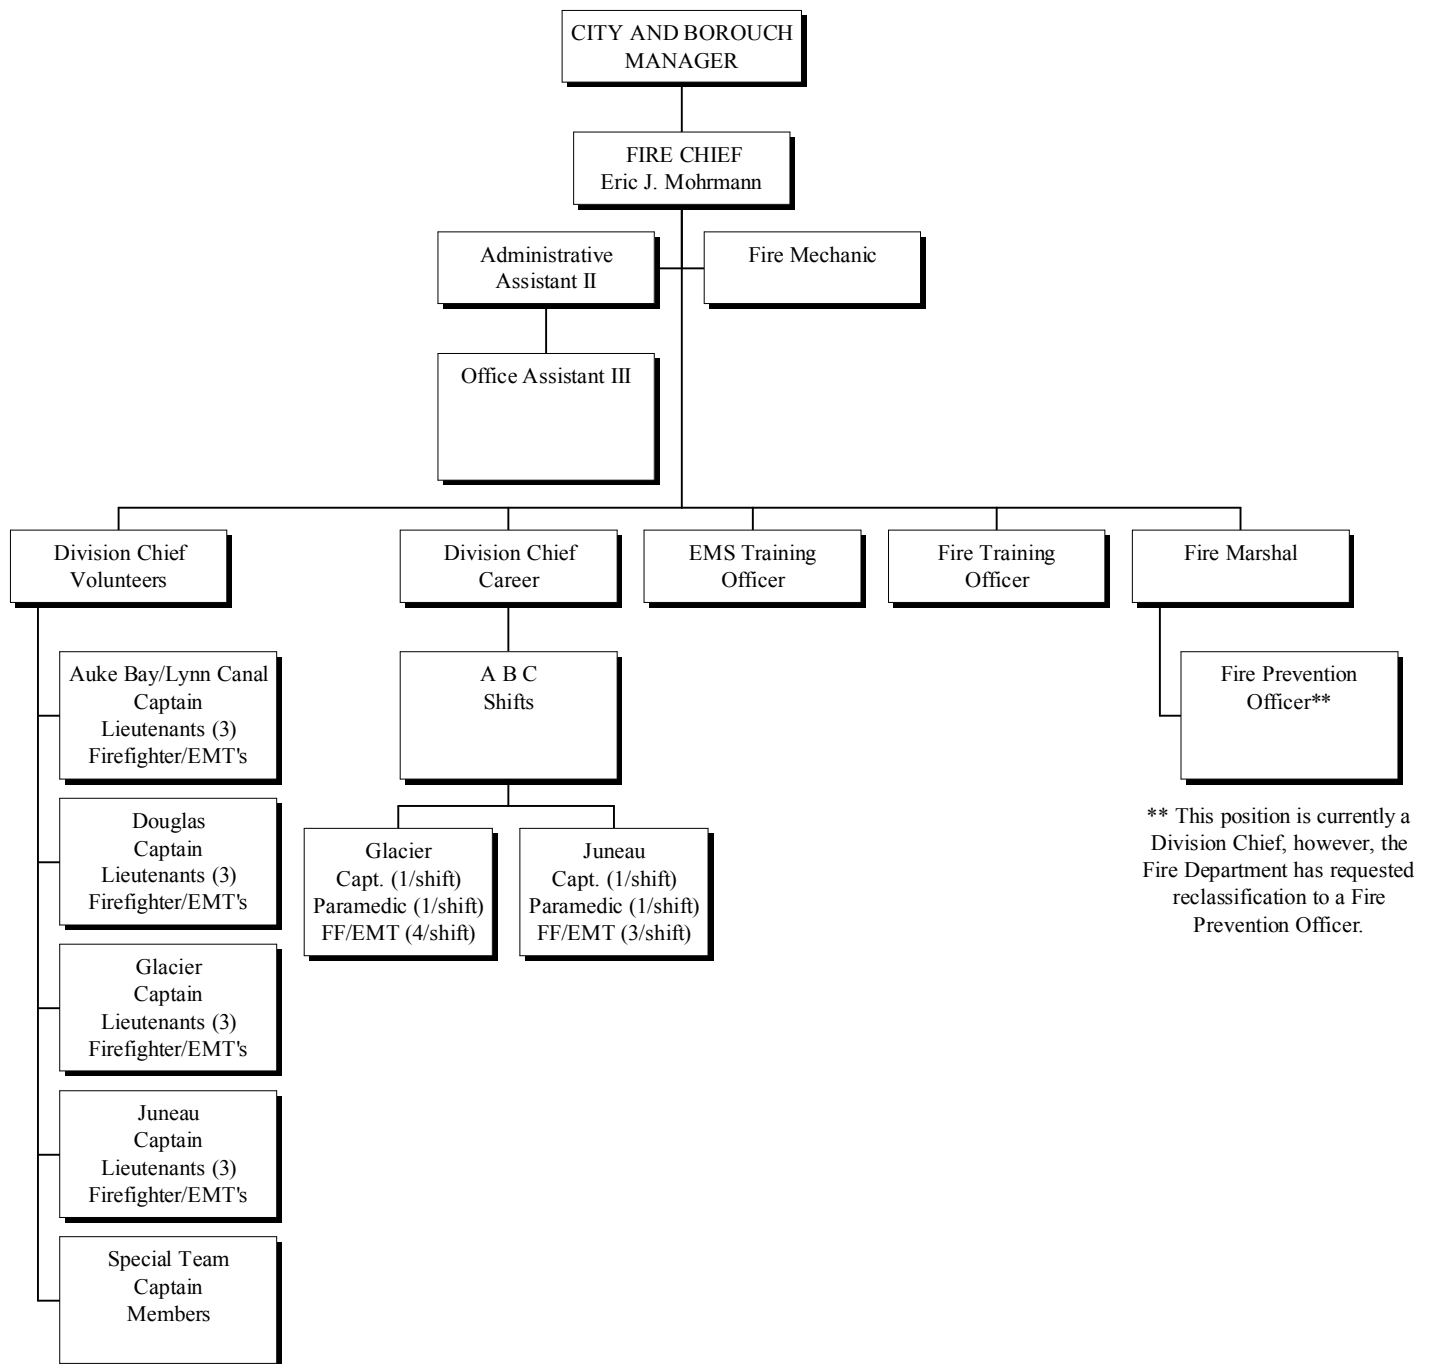 CITY AND BOROUCH
MANAGER
FIRE CHIEF
Eric J. Mohrmann
Administrative
Assistant II
Fire Mechanic
Office Assistant III
Division Chief
Volunteers
Division Chief
Career
EMS Training
Officer
Fire Training
Officer
Fire Marshal
Auke Bay/Lynn Canal
Captain
Lieutenants (3)
Firefighter/EMT's
Douglas
Captain
Lieutenants (3)
Firefighter/EMT's
Glacier
Captain
Lieutenants (3)
Firefighter/EMT's
Juneau
Captain
Lieutenants (3)
Firefighter/EMT's
Special Team
Captain
Members
A B C
Shifts
Glacier
Capt. (1/shift)
Paramedic (1/shift)
FF/EMT (4/shift)
Juneau
Capt. (1/shift)
Paramedic (1/shift)
FF/EMT (3/shift)
Fire Prevention
Officer**
** This position is currently a
Division Chief, however, the
Fire Department has requested
reclassification to a Fire
Prevention Officer.